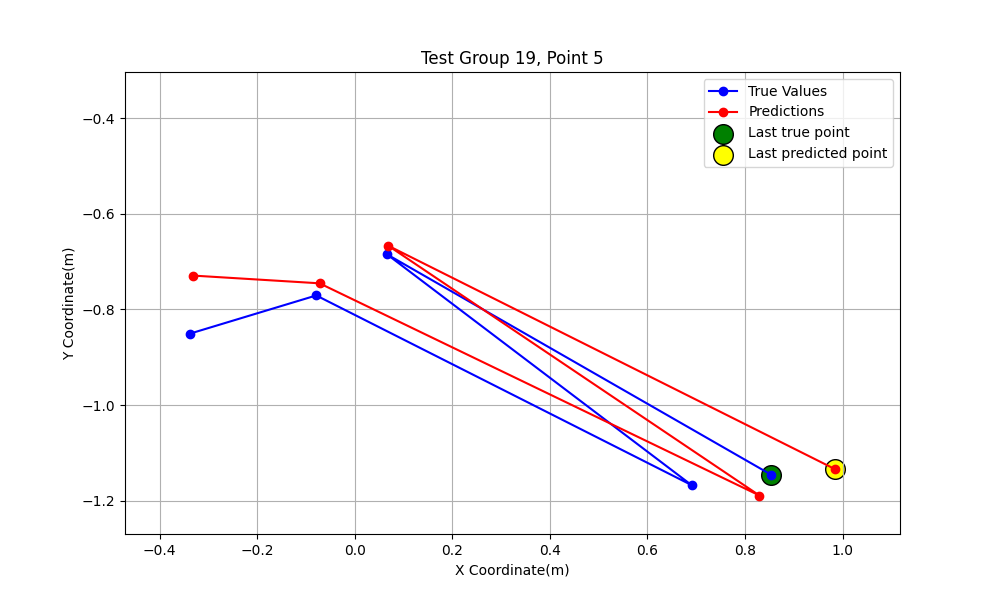 Test Group 19, Point 5
True Values
Predictions
Last true point
Last predicted point
Y Coordinate(m)
−0.4
−0.6
−0.8
−1.0
−1.2
−0.4 −0.2 0.0 0.2 0.4 0.6 0.8 1.0
X Coordinate(m)